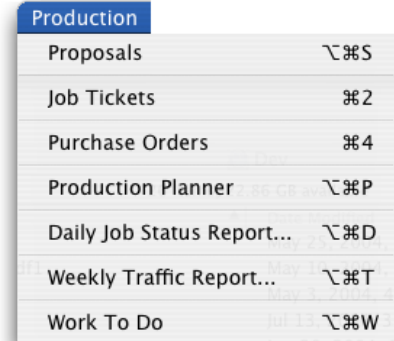 Production
Proposals ⌥⌘S
Job Tickets ⌘2
Purchase Orders ⌘4
Production Planner ⌥⌘P
Daily Job Status Report... ⌥⌘D
Weekly Traffic Report... ⌥⌘T
Work To Do ⌥⌘W